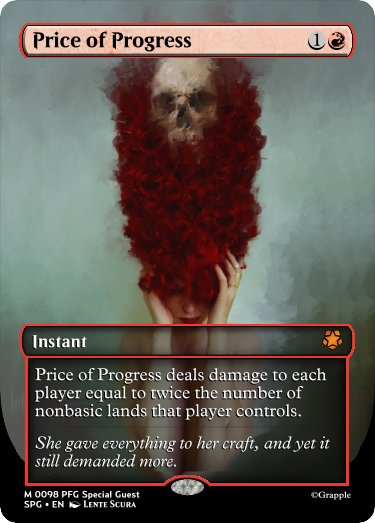 Price of Progress 1
Instant
Price of Progress deals damage to each
player equal to twice the number of
nonbasic lands that player controls.
She gave everything to her craft, and yet it
still demanded more.
M 0098 PFG Special Guest
SPG • EN LENTE SCURA
©Grapple